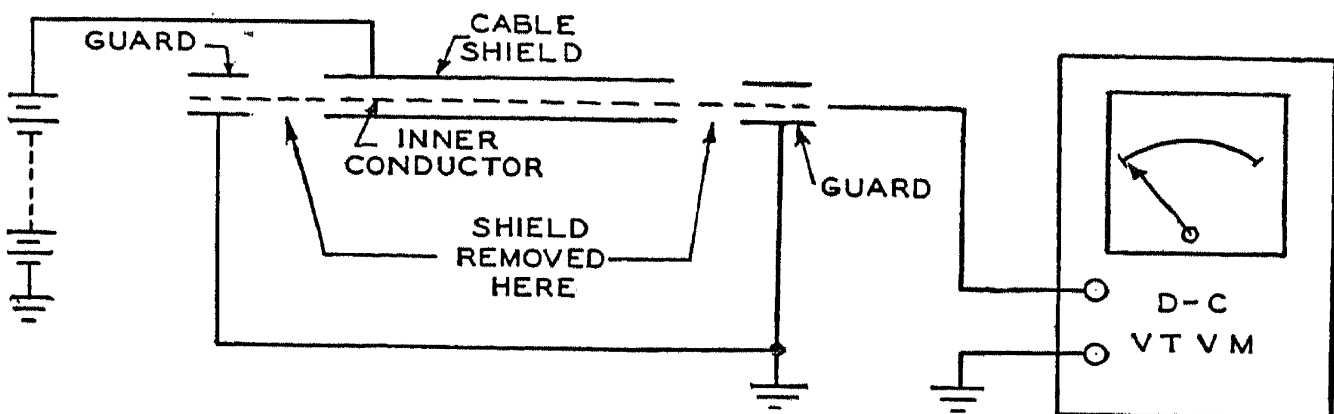 CABLE
SHIELD
GUARD
INNER
CONDUCTOR
GUARD
SHIELD
REMOVED
HERE
D-C
VTVM